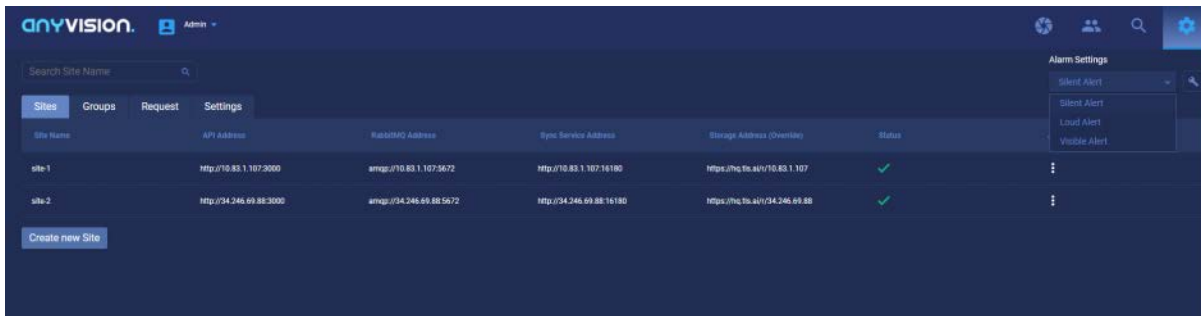 anyvision.
Admin
Alarm Settings
Search Site Name
Silent Alert
Silent Alert
Loud Alert
Visible Alert
Sites Groups Request Settings
Site Name API Address RabbitMQ Address Sync Service Address Storage Address (Override) Status
site-1 http://10.83.1.107:3000 amqp://10.83.1.107:5672 http://10.83.1.107:16180 https://hq.tls.ai/r/10.83.1.107
site-2 http://34.246.69.88:3000 amqp://34.246.69.88:5672 http://34.246.69.88:16180 https://hq.tls.ai/r/34.246.69.88
Create new Site